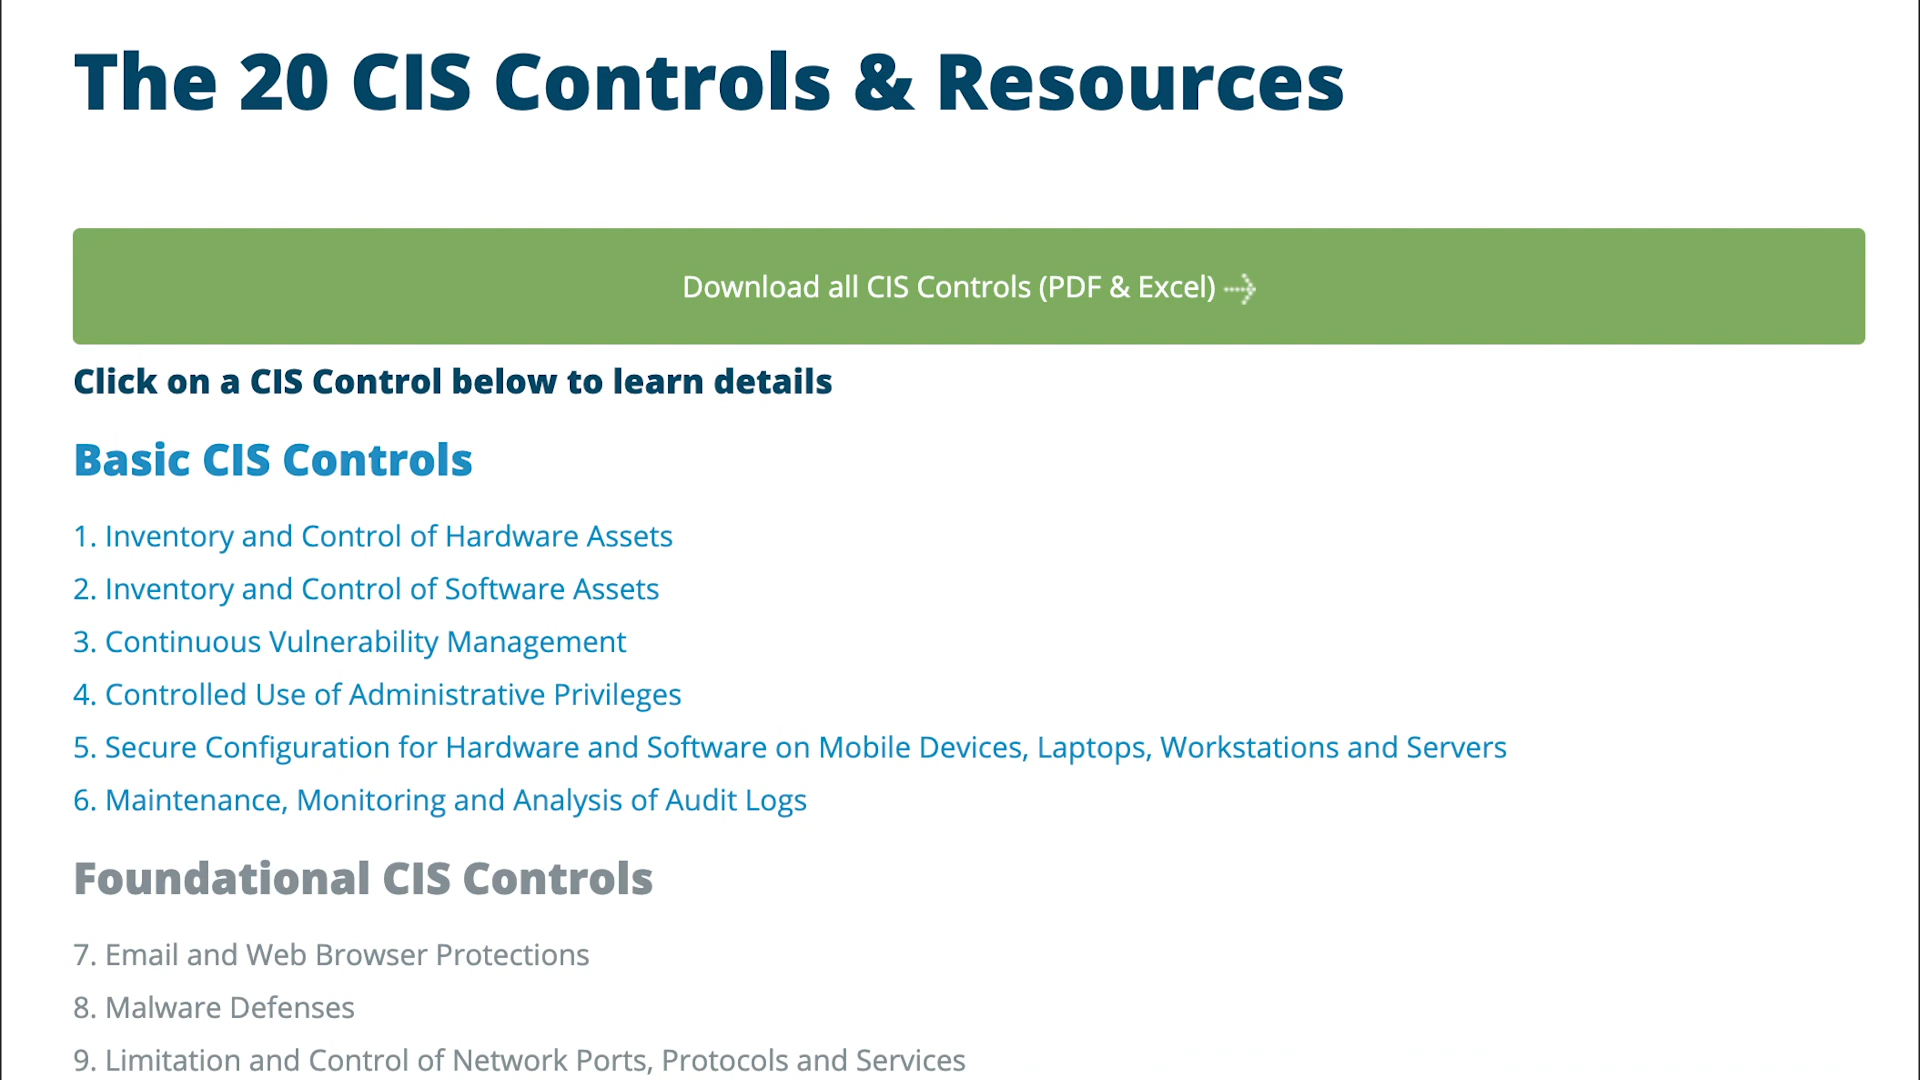 The 20 CIS Controls & Resources
Download all CIS Controls (PDF & Excel)
Click on a CIS Control below to learn details
Basic CIS Controls
1. Inventory and Control of Hardware Assets
2. Inventory and Control of Software Assets
3. Continuous Vulnerability Management
4. Controlled Use of Administrative Privileges
5. Secure Configuration for Hardware and Software on Mobile Devices, Laptops, Workstations and Servers
6. Maintenance, Monitoring and Analysis of Audit Logs
Foundational CIS Controls
7. Email and Web Browser Protections
8. Malware Defenses
9. Limitation and Control of Network Ports, Protocols and Services